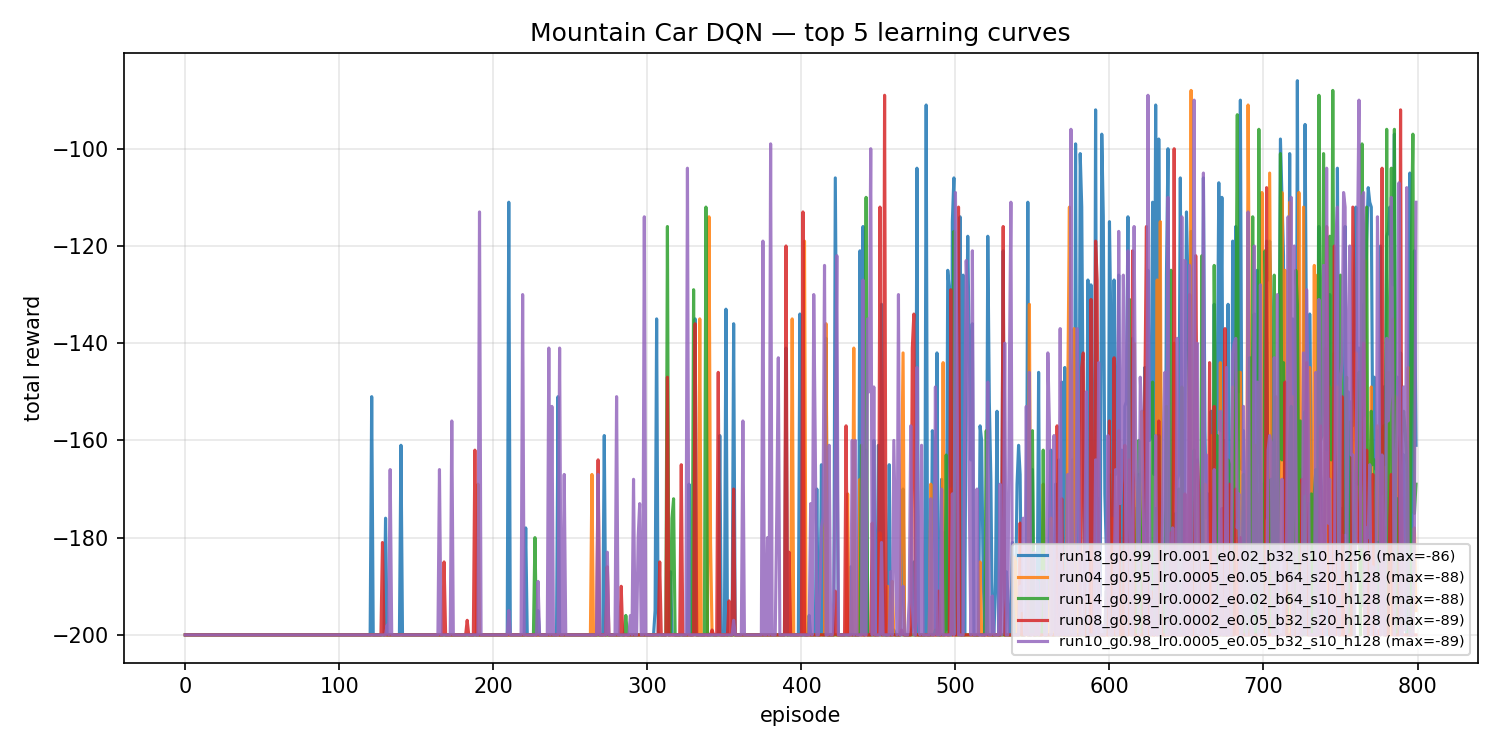 Mountain Car DQN — top 5 learning curves
total reward
−100
−120
−140
−160
−180
−200
0 100 200 300 400 500 600 700 800
episode
run18_g0.99_lr0.001_e0.02_b32_s10_h256 (max=-86)
run04_g0.95_lr0.0005_e0.05_b64_s20_h128 (max=-88)
run14_g0.99_lr0.0002_e0.02_b64_s10_h128 (max=-88)
run08_g0.98_lr0.0002_e0.05_b32_s20_h128 (max=-89)
run10_g0.98_lr0.0005_e0.05_b32_s10_h128 (max=-89)